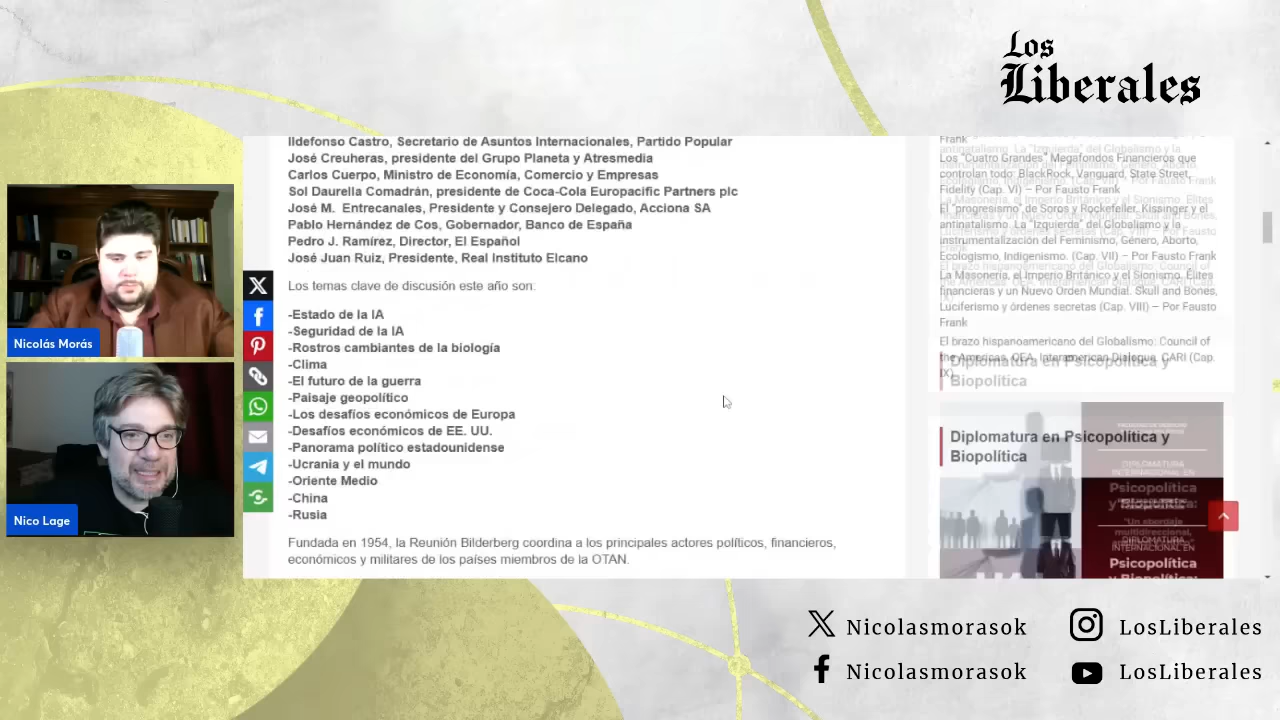 Los
Liberales
Ildefonso Castro, Secretario de Asuntos Internacionales, Partido Popular
José Creuheras, presidente del Grupo Planeta y Atresmedia
Carlos Cuerpo, Ministro de Economía, Comercio y Empresas
Sol Daurella Comadrán, presidente de Coca-Cola Europacific Partners plc
José M. Entrecanales, Presidente y Consejero Delegado, Acciona SA
Pablo Hernández de Cos, Gobernador, Banco de España
Pedro J. Ramírez, Director, El Español
José Juan Ruiz, Presidente, Real Instituto Elcano
Los temas clave de discusión este año son:
-Estado de la IA
-Seguridad de la IA
-Rostros cambiantes de la biología
-Clima
-El futuro de la guerra
-Paisaje geopolítico
-Los desafíos económicos de Europa
-Desafíos económicos de EE. UU.
-Panorama político estadounidense
-Ucrania y el mundo
-Oriente Medio
-China
-Rusia
Fundada en 1954, la Reunión Bilderberg coordina a los principales actores políticos, financieros,
económicos y militares de los países miembros de la OTAN.
Frank
Los "Cuatro Grandes" Megafondos Financieros que
controlan todo: BlackRock, Vanguard, State Street,
Fidelity (Cap. VI) – Por Fausto Frank
El "progresismo" de Soros y Rockefeller, Kissinger y el
antinatalismo. La "Izquierda" del Globalismo y la
instrumentalización del Feminismo, Género, Aborto,
Ecologismo, Indigenismo. (Cap. VII) – Por Fausto Frank
La Masonería, el Imperio Británico y el Sionismo. Élites
financieras y un Nuevo Orden Mundial. Skull and Bones,
Luciferismo y órdenes secretas (Cap. VIII) – Por Fausto
Frank
El brazo hispanoamericano del Globalismo: Council of
the Americas, OEA, Interamerican Dialogue, CARI (Cap.
IX)
Diplomatura en Psicopolítica y
Biopolítica
Diplomatura en Psicopolítica y
Biopolítica
DIPLOMATURA
INTERNACIONAL EN
Psicopolítica
y Biopolítica:
Nicolás Morás
Nico Lage
Nicolasmorasok
LosLiberales
Nicolasmorasok
LosLiberales